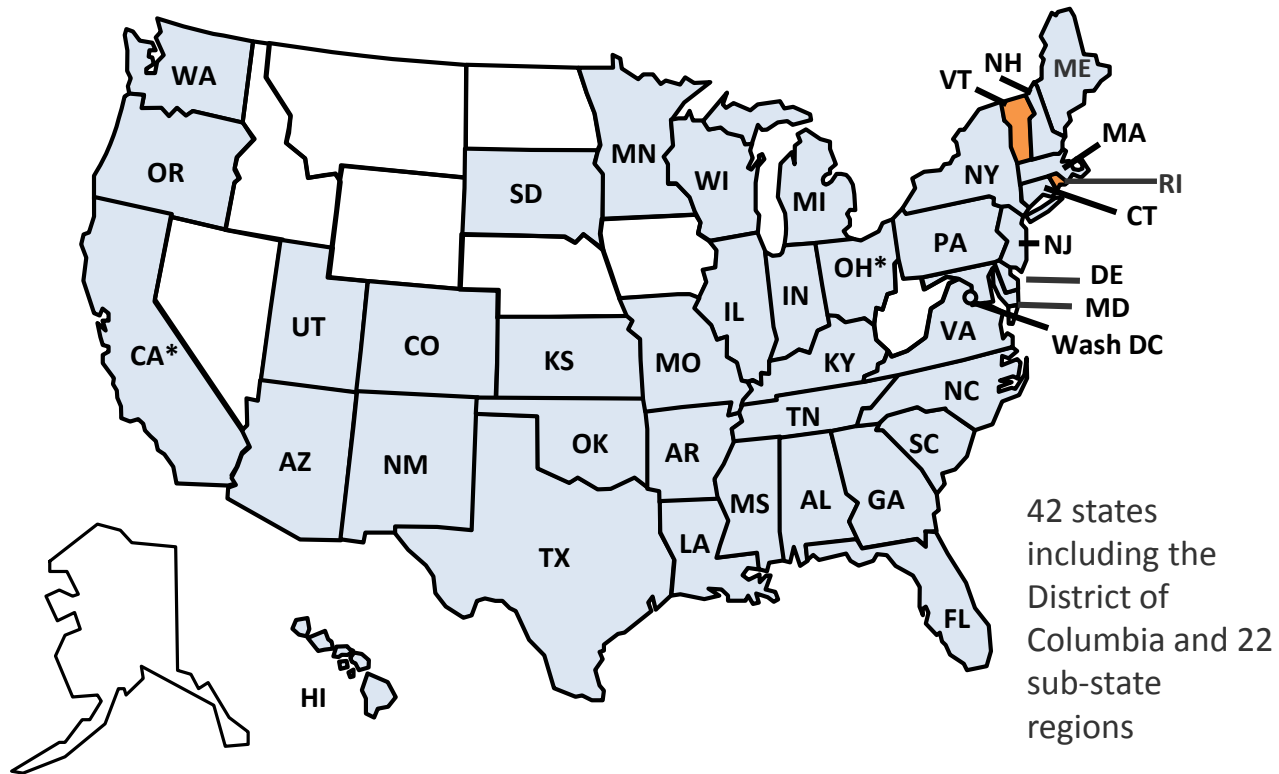 NH
ME
VT
WA
MA
MN
OR
WI
NY
RI
SD
MI
CT
PA
NJ
OH*
DE
IN
IL
MD
UT
VA
CO
Wash DC
CA*
KS
MO
KY
NC
TN
OK
SC
AR
AZ
NM
MS
AL
GA
42 states
including the
LA
TX
District of
FL
Columbia and 22
sub-state
HI
regions